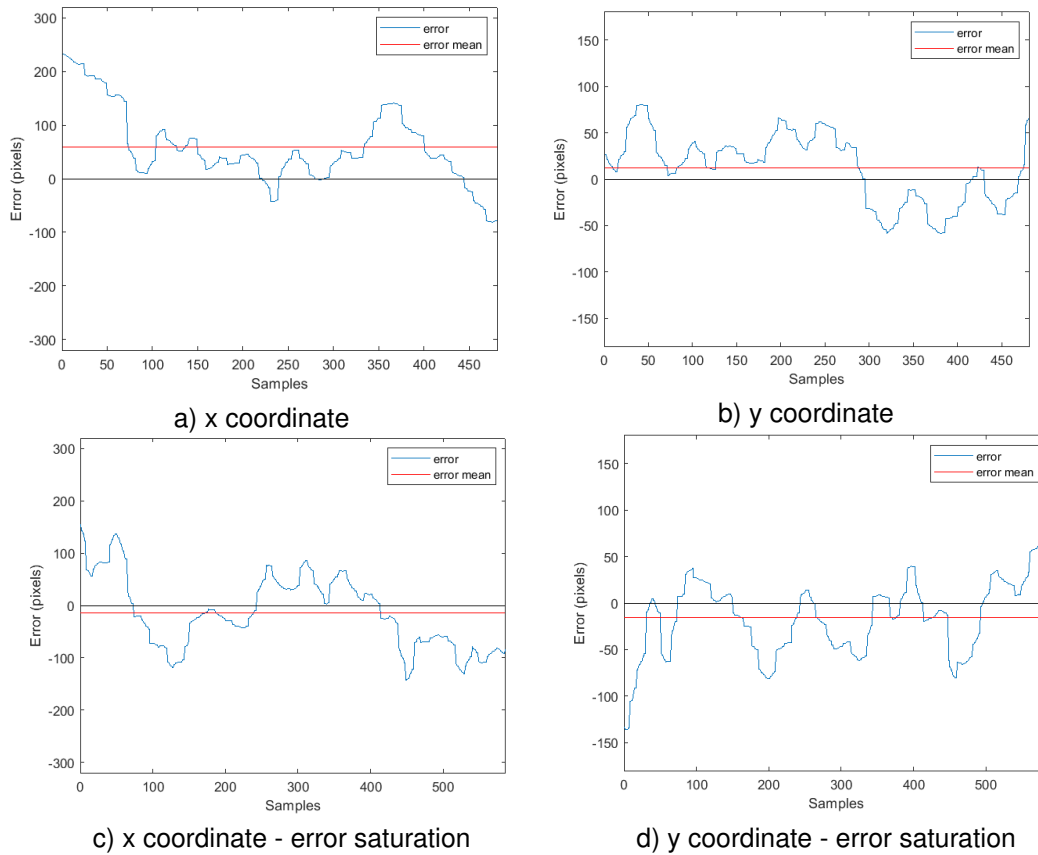 300
200
100
0
-100
-200
-300
Error (pixels)
error
error mean
0 50 100 150 200 250 300 350 400 450
Samples
a) x coordinate
150
100
50
0
-50
-100
-150
Error (pixels)
error
error mean
0 50 100 150 200 250 300 350 400 450
Samples
b) y coordinate
300
200
100
0
-100
-200
-300
Error (pixels)
error
error mean
0 100 200 300 400 500
Samples
c) x coordinate - error saturation
150
100
50
0
-50
-100
-150
Error (pixels)
error
error mean
0 100 200 300 400 500
Samples
d) y coordinate - error saturation